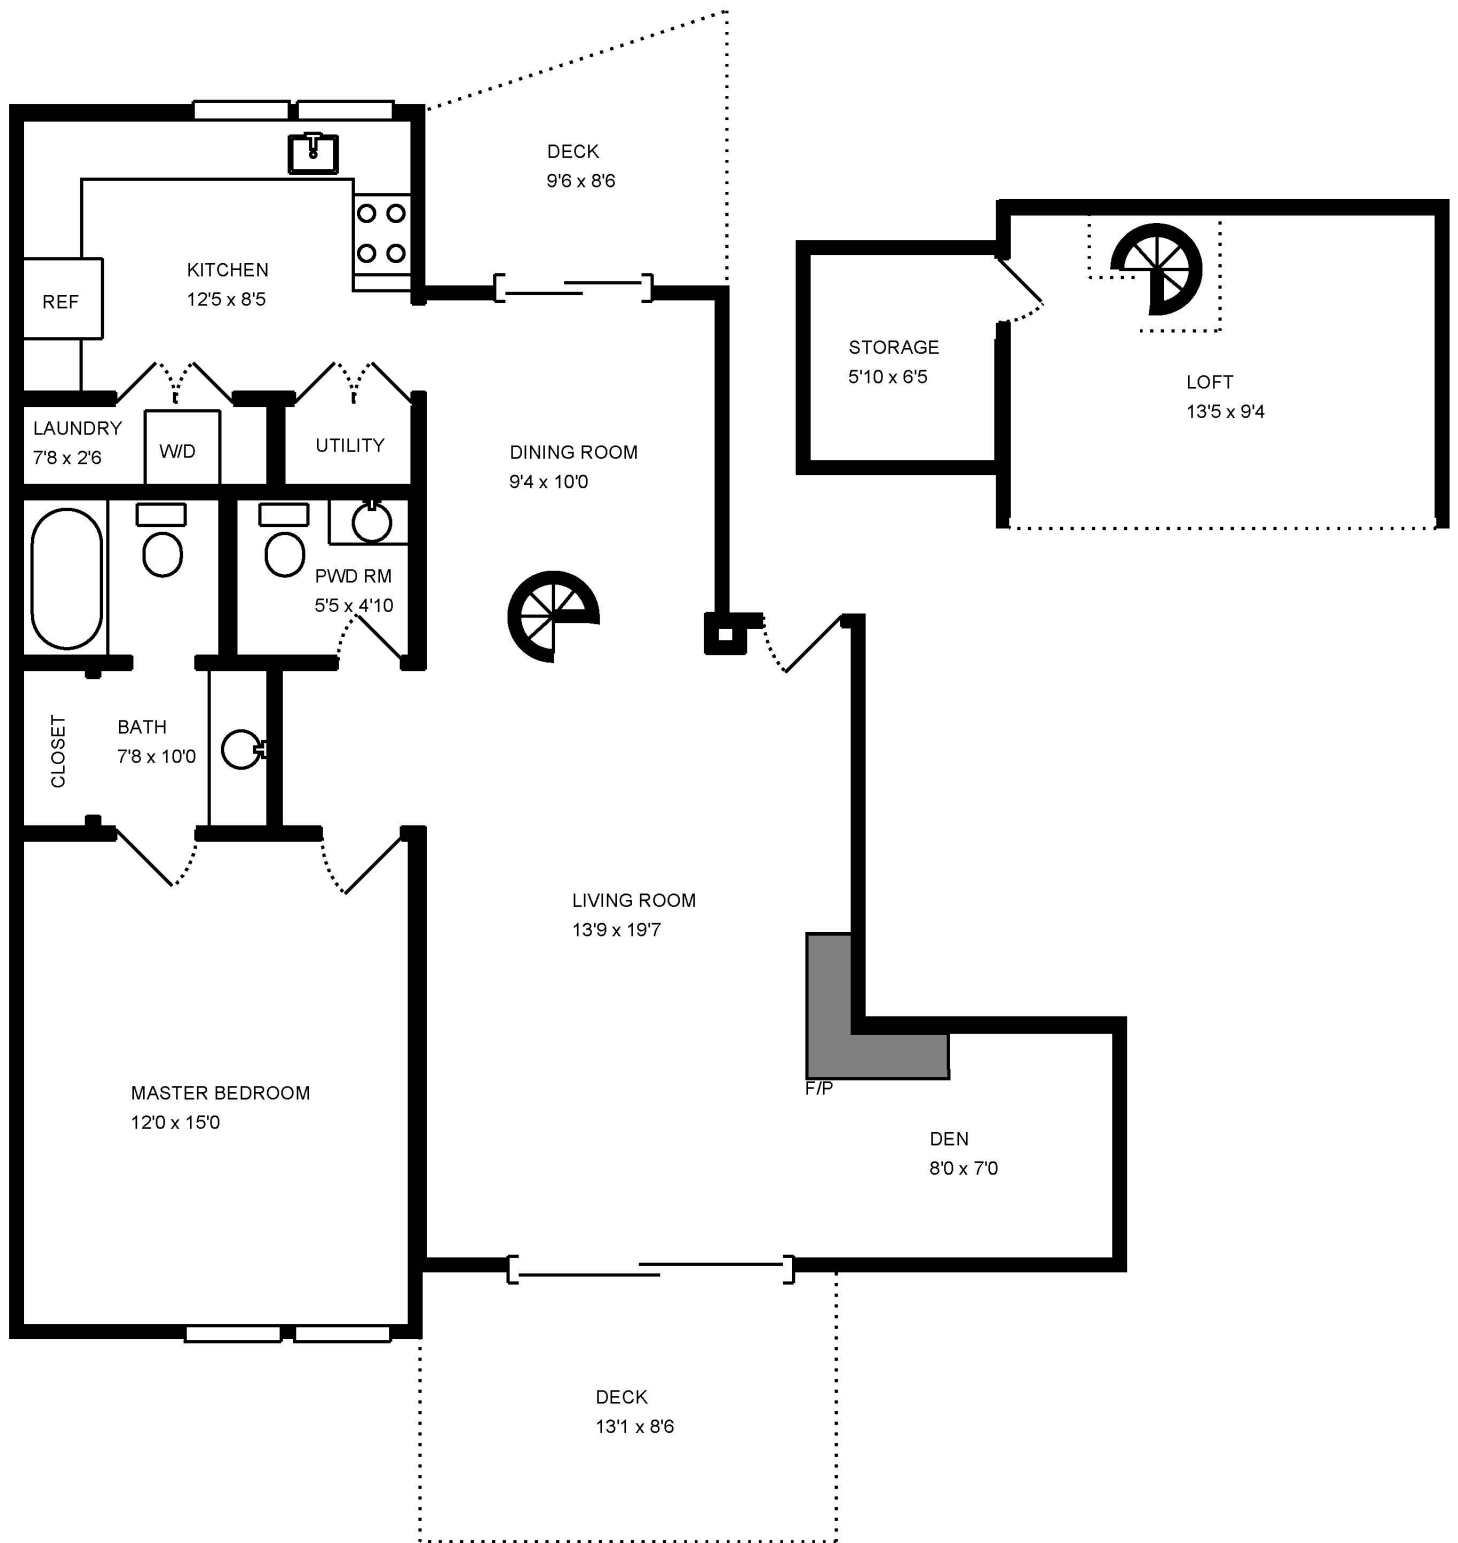 DECK
9'6 x 8'6
KITCHEN
12'5 x 8'5
REF
STORAGE
5'10 x 6'5
LOFT
13'5 x 9'4
LAUNDRY
7'8 x 2'6
W/D
UTILITY
DINING ROOM
9'4 x 10'0
PWD RM
5'5 x 4'10
CLOSET
BATH
7'8 x 10'0
LIVING ROOM
13'9 x 19'7
MASTER BEDROOM
12'0 x 15'0
F/P
DEN
8'0 x 7'0
DECK
13'1 x 8'6